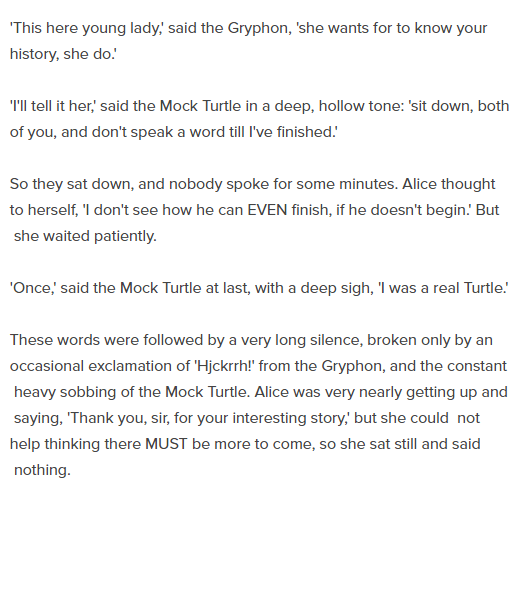 'This here young lady,' said the Gryphon, 'she wants for to know your
history, she do.'
'I'll tell it her,' said the Mock Turtle in a deep, hollow tone: 'sit down, both
of you, and don't speak a word till I've finished.'
So they sat down, and nobody spoke for some minutes. Alice thought
to herself, 'I don't see how he can EVEN finish, if he doesn't begin.' But
she waited patiently.
'Once,' said the Mock Turtle at last, with a deep sigh, 'I was a real Turtle.'
These words were followed by a very long silence, broken only by an
occasional exclamation of 'Hjckrrh!' from the Gryphon, and the constant
heavy sobbing of the Mock Turtle. Alice was very nearly getting up and
saying, 'Thank you, sir, for your interesting story,' but she could  not
help thinking there MUST be more to come, so she sat still and said
nothing.